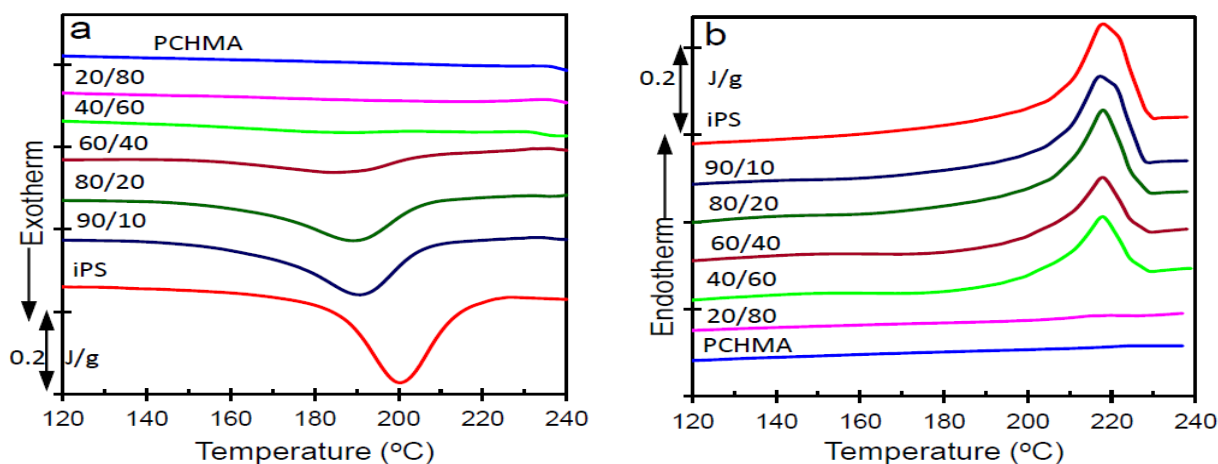 a
PCHMA
20/80
40/60
60/40
80/20
90/10
iPS
Exotherm
0.2 J/g
120 140 160 180 200 220 240
Temperature (°C)
b
0.2 J/g
iPS
90/10
80/20
60/40
40/60
20/80
PCHMA
Endotherm
120 140 160 180 200 220 240
Temperature (°C)